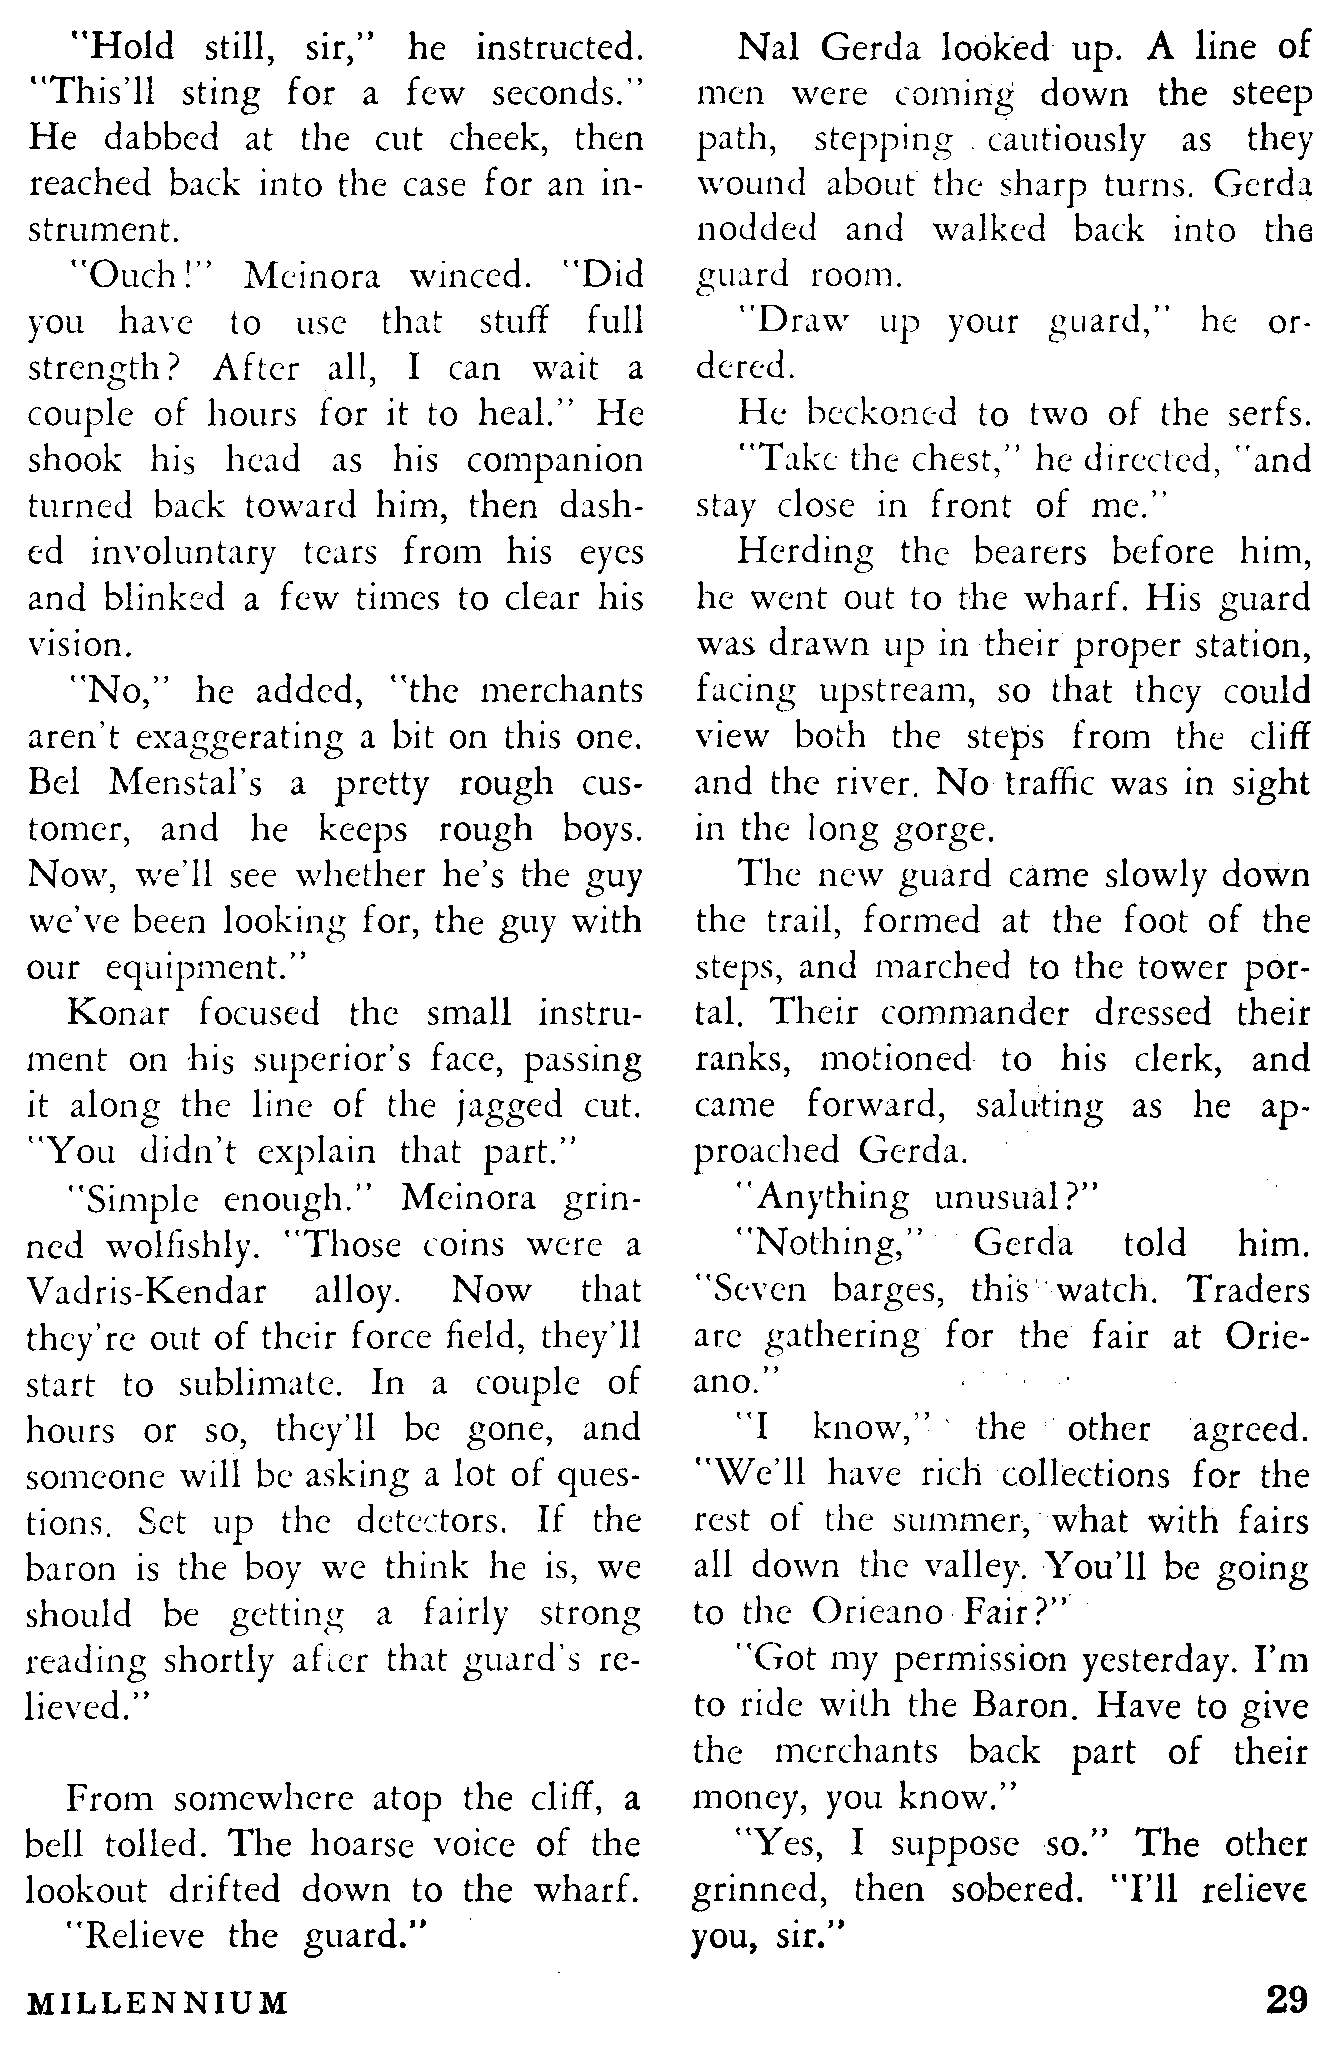 "Hold still, sir," he instructed.
"This'll sting for a few seconds."
He dabbed at the cut cheek, then
reached back into the case for an in-
strument.
"Ouch!" Meinora winced. "Did
you have to use that stuff full
strength? After all, I can wait a
couple of hours for it to heal." He
shook his head as his companion
turned back toward him, then dash-
ed involuntary tears from his eyes
and blinked a few times to clear his
vision.
"No," he added, "the merchants
aren't exaggerating a bit on this one.
Bel Menstal's a pretty rough cus-
tomer, and he keeps rough boys.
Now, we'll see whether he's the guy
we've been looking for, the guy with
our equipment."
Konar focused the small instru-
ment on his superior's face, passing
it along the line of the jagged cut.
"You didn't explain that part."
"Simple enough." Meinora grin-
ned wolfishly. "Those coins were a
Vadris-Kendar alloy. Now that
they're out of their force field, they'll
start to sublimate. In a couple of
hours or so, they'll be gone, and
someone will be asking a lot of ques-
tions. Set up the detectors. If the
baron is the boy we think he is, we
should be getting a fairly strong
reading shortly after that guard's re-
lieved."
From somewhere atop the cliff, a
bell tolled. The hoarse voice of the
lookout drifted down to the wharf.
"Relieve the guard."
Nal Gerda looked up. A line of
men were coming down the steep
path, stepping cautiously as they
wound about the sharp turns. Gerda
nodded and walked back into the
guard room.
"Draw up your guard," he or-
dered.
He beckoned to two of the serfs.
"Take the chest," he directed, "and
stay close in front of me."
Herding the bearers before him,
he went out to the wharf. His guard
was drawn up in their proper station,
facing upstream, so that they could
view both the steps from the cliff
and the river. No traffic was in sight
in the long gorge.
The new guard came slowly down
the trail, formed at the foot of the
steps, and marched to the tower por-
tal. Their commander dressed their
ranks, motioned to his clerk, and
came forward, saluting as he ap-
proached Gerda.
"Anything unusual?"
"Nothing," Gerda told him.
"Seven barges, this watch. Traders
are gathering for the fair at Orie-
ano."
"I know," the other agreed.
"We'll have rich collections for the
rest of the summer, what with fairs
all down the valley. You'll be going
to the Orieano Fair?"
"Got my permission yesterday. I'm
to ride with the Baron. Have to give
the merchants back part of their
money, you know."
"Yes, I suppose so." The other
grinned, then sobered. "I'll relieve
you, sir."
MILLENNIUM
29